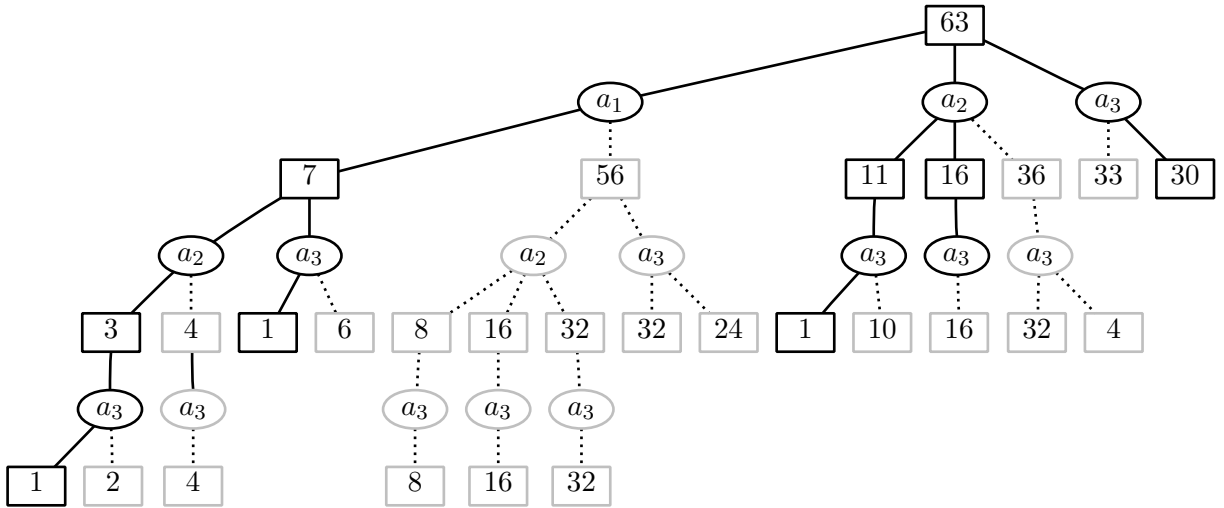 63
a₁ a₂ a₃
7 56 11 16 36 33 30
a₂ a₃ a₂ a₃ a₃ a₃ a₃
3 4 1 6 8 16 32 32 24 1 10 16 32 4
a₃ a₃ a₃ a₃ a₃
1 2 4 8 16 32